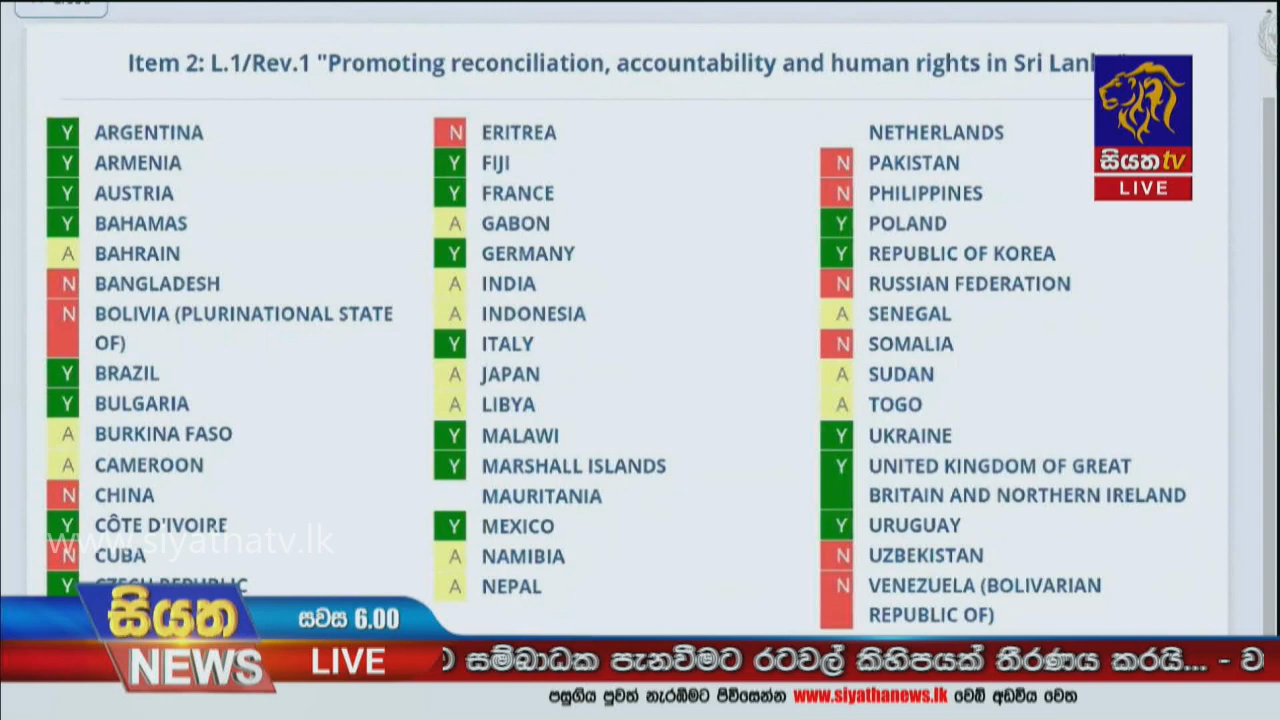 Item 2: L.1/Rev.1 "Promoting reconciliation, accountability and human rights in Sri
Y ARGENTINA
Y ARMENIA
Y AUSTRIA
Y BAHAMAS
A BAHRAIN
N BANGLADESH
N BOLIVIA (PLURINATIONAL STATE
OF)
Y BRAZIL
Y BULGARIA
A BURKINA FASO
A CAMEROON
N CHINA
Y CÔTE D'IVOIRE
N CUBA
Y CZECH REPUBLIC
N ERITREA
Y FIJI
Y FRANCE
A GABON
Y GERMANY
A INDIA
A INDONESIA
Y ITALY
A JAPAN
A LIBYA
Y MALAWI
Y MARSHALL ISLANDS
MAURITANIA
Y MEXICO
A NAMIBIA
A NEPAL
NETHERLANDS
N PAKISTAN
N PHILIPPINES
Y POLAND
Y REPUBLIC OF KOREA
N RUSSIAN FEDERATION
A SENEGAL
N SOMALIA
A SUDAN
A TOGO
Y UKRAINE
Y UNITED KINGDOM OF GREAT
BRITAIN AND NORTHERN IRELAND
Y URUGUAY
N UZBEKISTAN
N VENEZUELA (BOLIVARIAN
REPUBLIC OF)
සියත tv
LIVE
www.siyathatv.lk
සියත
NEWS
සවස 6.00
LIVE
සම්බාධක පැනවීමට රටවල් කිහිපයක් තීරණය කරයි... -
පසුගිය පුවත් නැරඹීමට පිවිසෙන්න www.siyathanews.lk වෙබ් අඩවිය වෙත